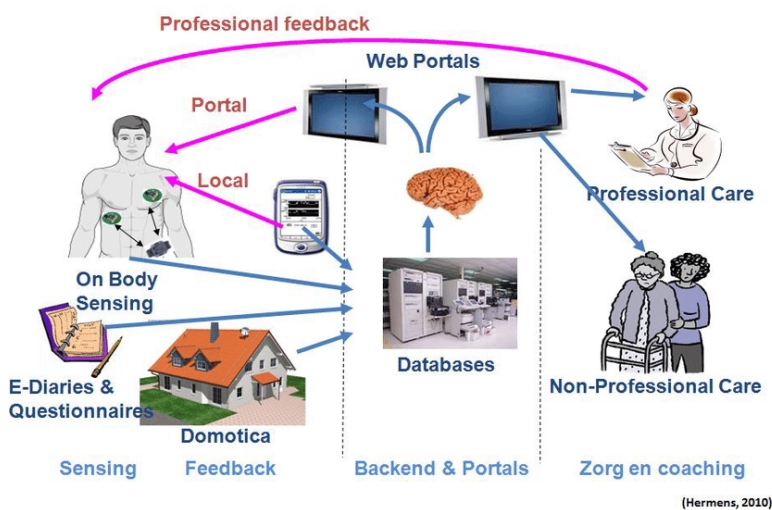 Professional feedback
Web Portals
Portal
Local
Professional Care
On Body
Sensing
Databases
E-Diaries &
Questionnaires
Non-Professional Care
Domotica
Sensing
Feedback
Backend & Portals
Zorg en coaching
(Hermens, 2010)